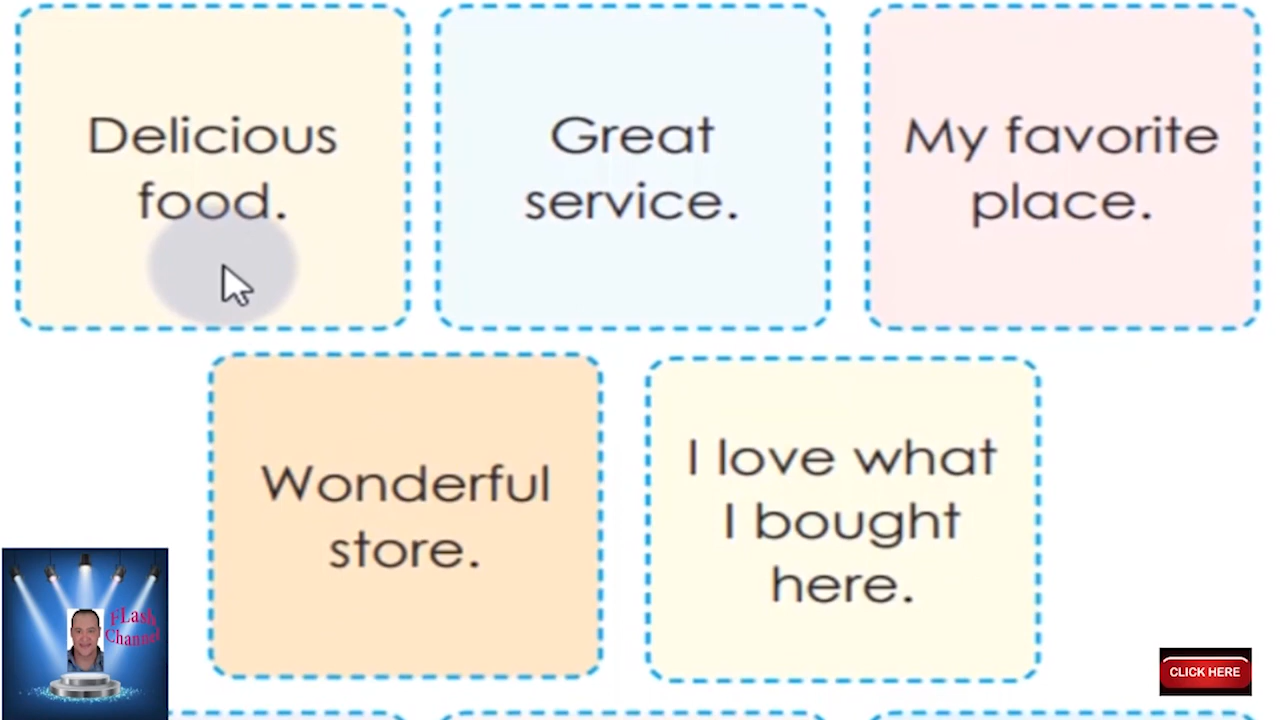 Delicious
food.
Great
service.
My favorite
place.
Wonderful
store.
I love what
I bought
here.
FLash
Channel
CLICK HERE